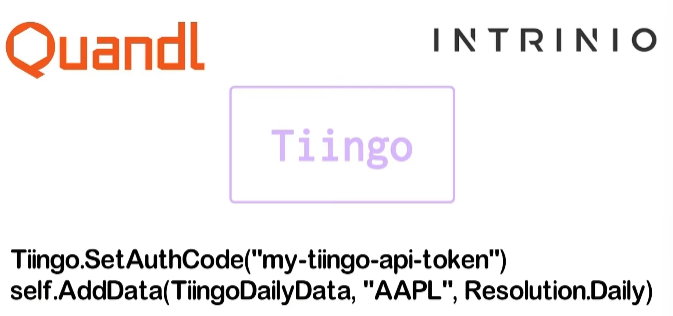 Quandl
INTRINIO
Tiingo
Tiingo.SetAuthCode("my-tiingo-api-token")
self.AddData(TiingoDailyData, "AAPL", Resolution.Daily)